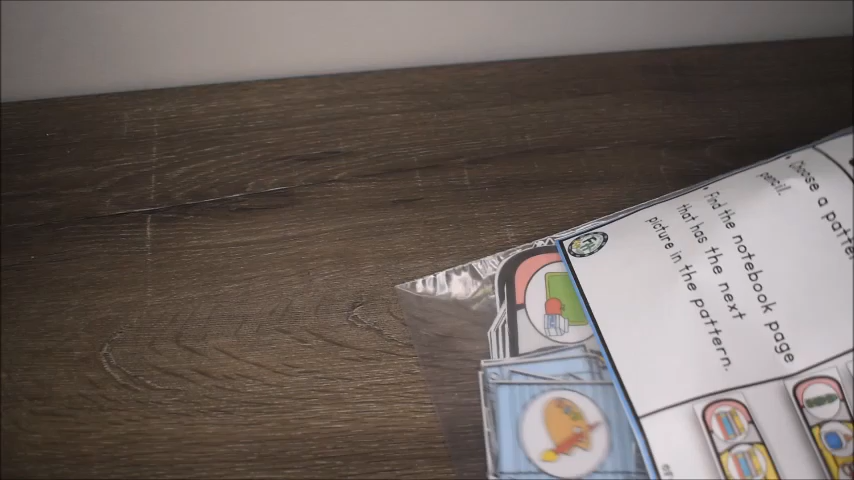 • Choose a patte
pencil.
• Find the notebook page
that has the next
picture in the pattern.